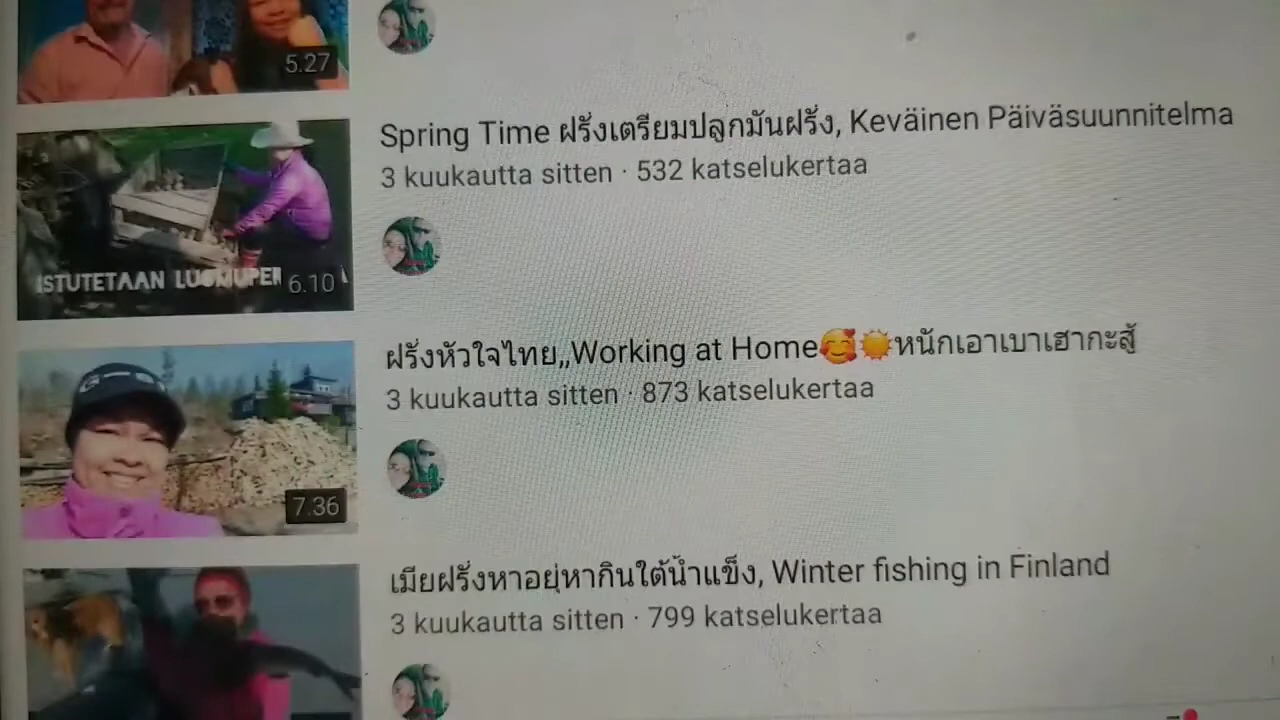 5.27
Spring Time ฝรั่งเตรียมปลูกมันฝรั่ง, Keväinen Päiväsuunnitelma
3 kuukautta sitten · 532 katselukertaa
ISTUTETAAN
6.10
ฝรั่งหัวใจไทย,,Working at Home🥰☀️หนักเอาเบาเฮากะสู้
3 kuukautta sitten · 873 katselukertaa
7.36
เมียฝรั่งหาอยู่หากินใต้น้ำแข็ง, Winter fishing in Finland
3 kuukautta sitten · 799 katselukertaa